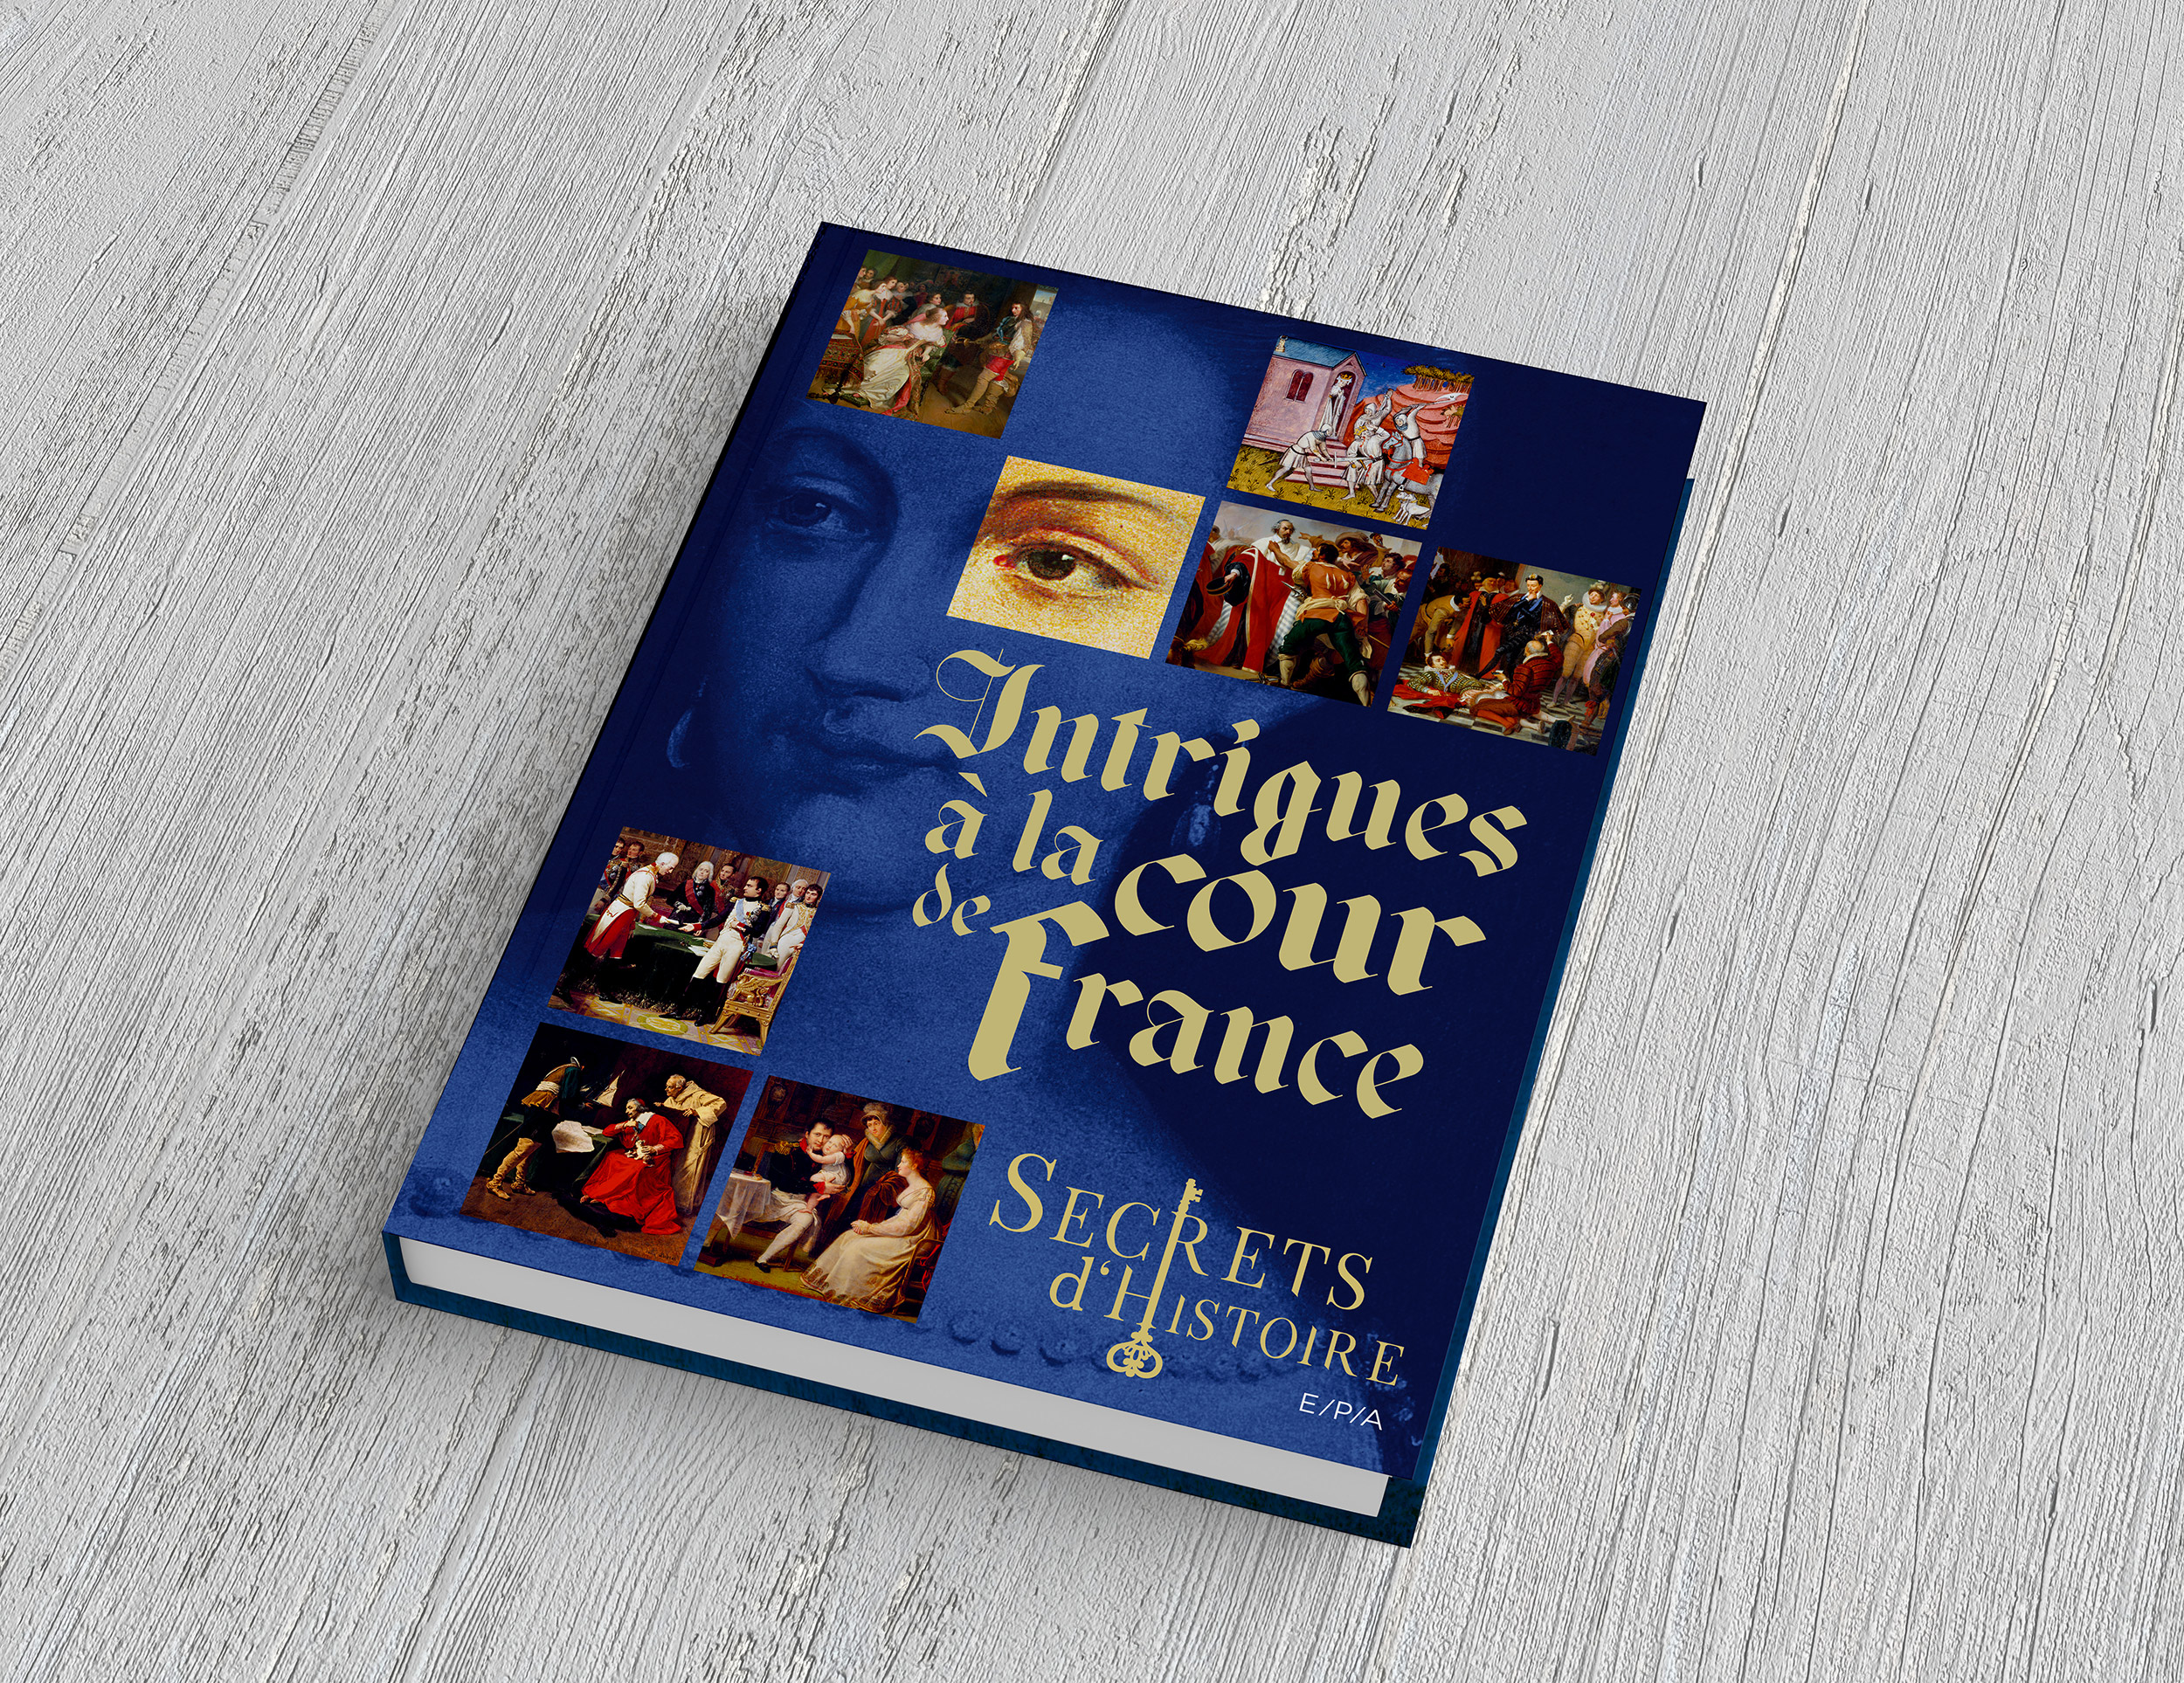 Intrigues
à la cour
de France
SECRETS
d'HISTOIRE
E/P/A